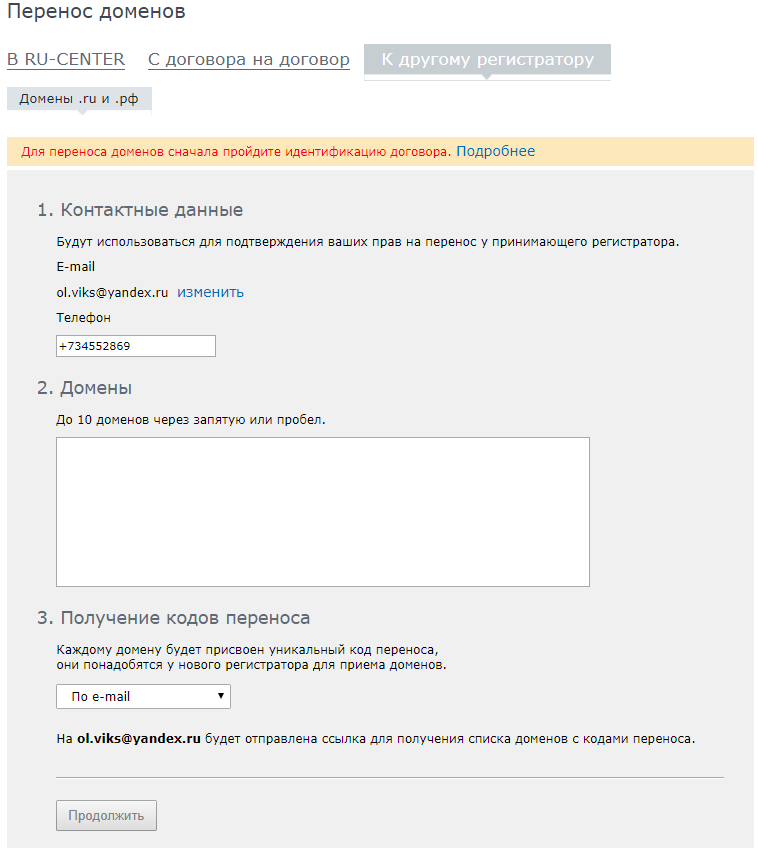 Перенос доменов
В RU-CENTER С договора на договор К другому регистратору
Домены .ru и .рф
Для переноса доменов сначала пройдите идентификацию договора. Подробнее
1. Контактные данные
Будут использоваться для подтверждения ваших прав на перенос у принимающего регистратора.
E-mail
ol.viks@yandex.ru изменить
Телефон
+734552869
2. Домены
До 10 доменов через запятую или пробел.
3. Получение кодов переноса
Каждому домену будет присвоен уникальный код переноса,
они понадобятся у нового регистратора для приема доменов.
По e-mail
На ol.viks@yandex.ru будет отправлена ссылка для получения списка доменов с кодами переноса.
Продолжить